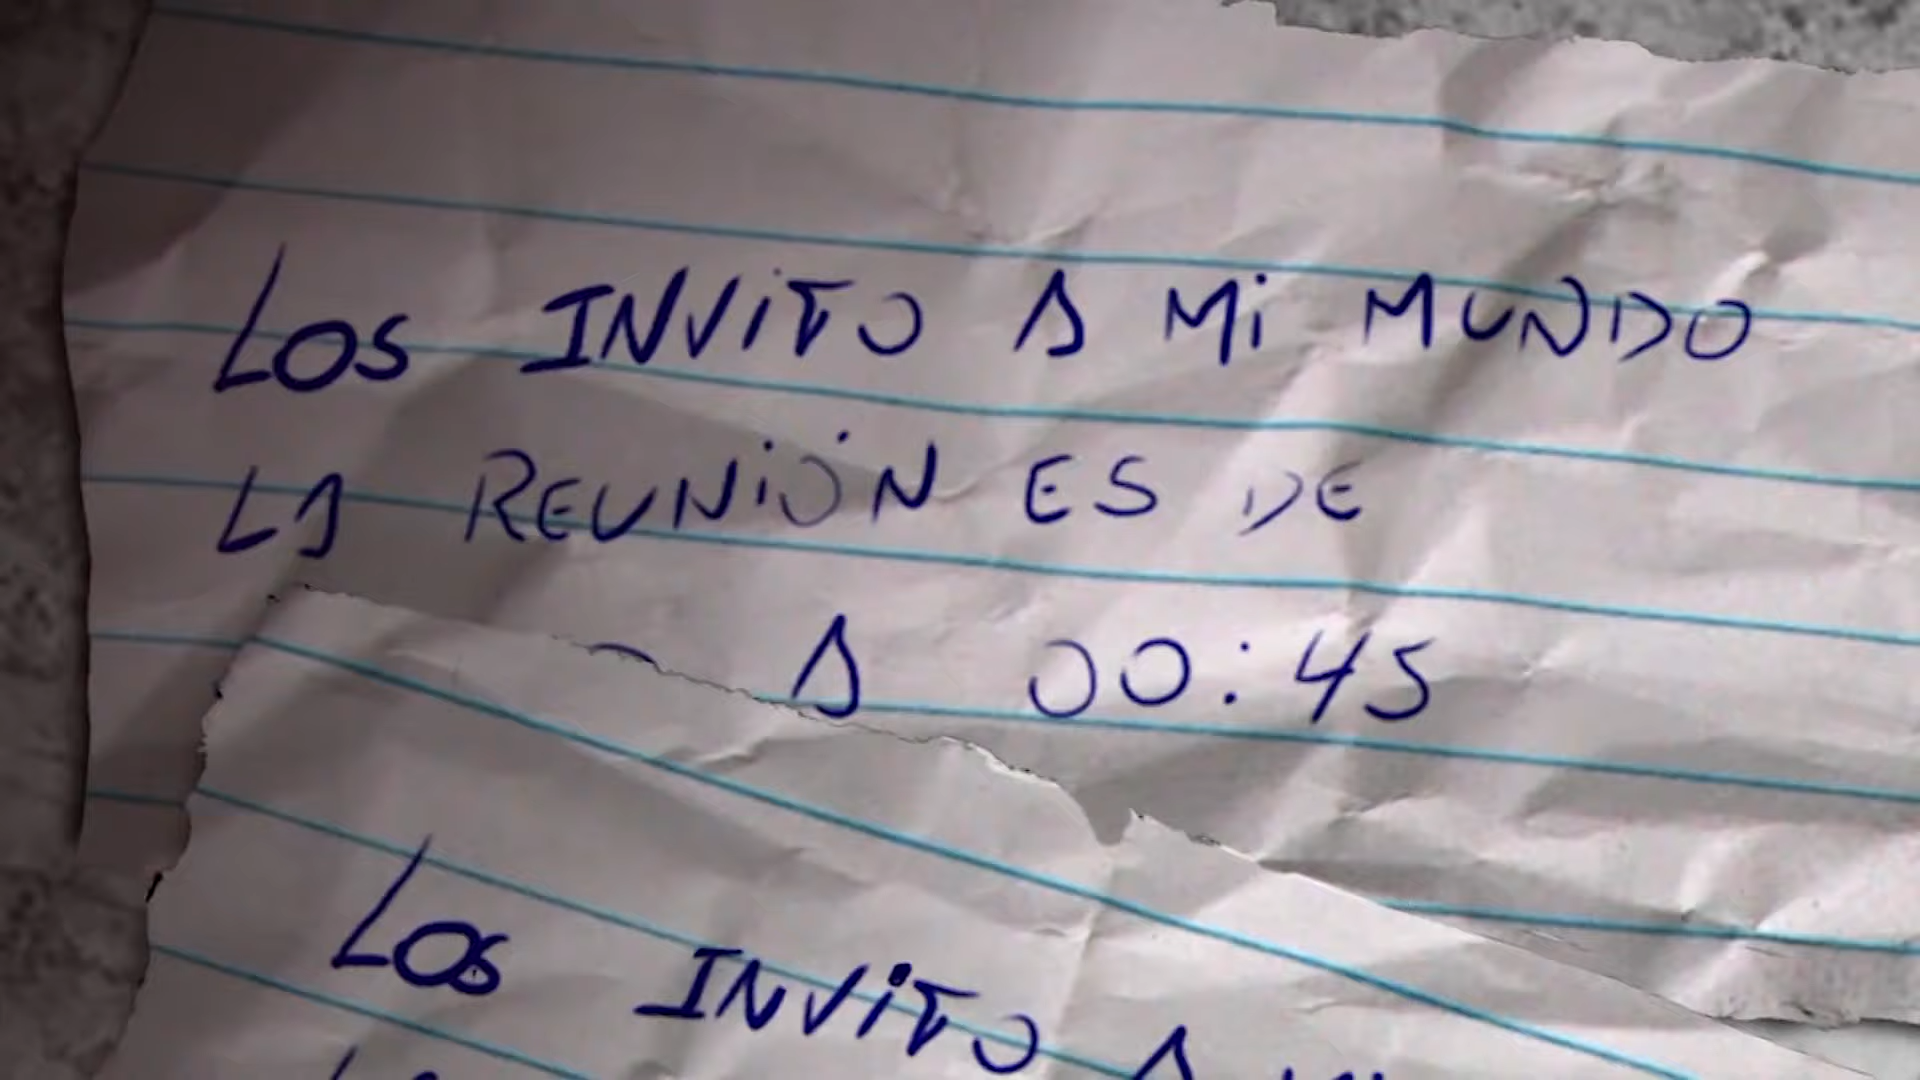 LOS INVITO A MI MUNDO
LA REUNIÓN ES DE
A 00:45
LOS INVITO A